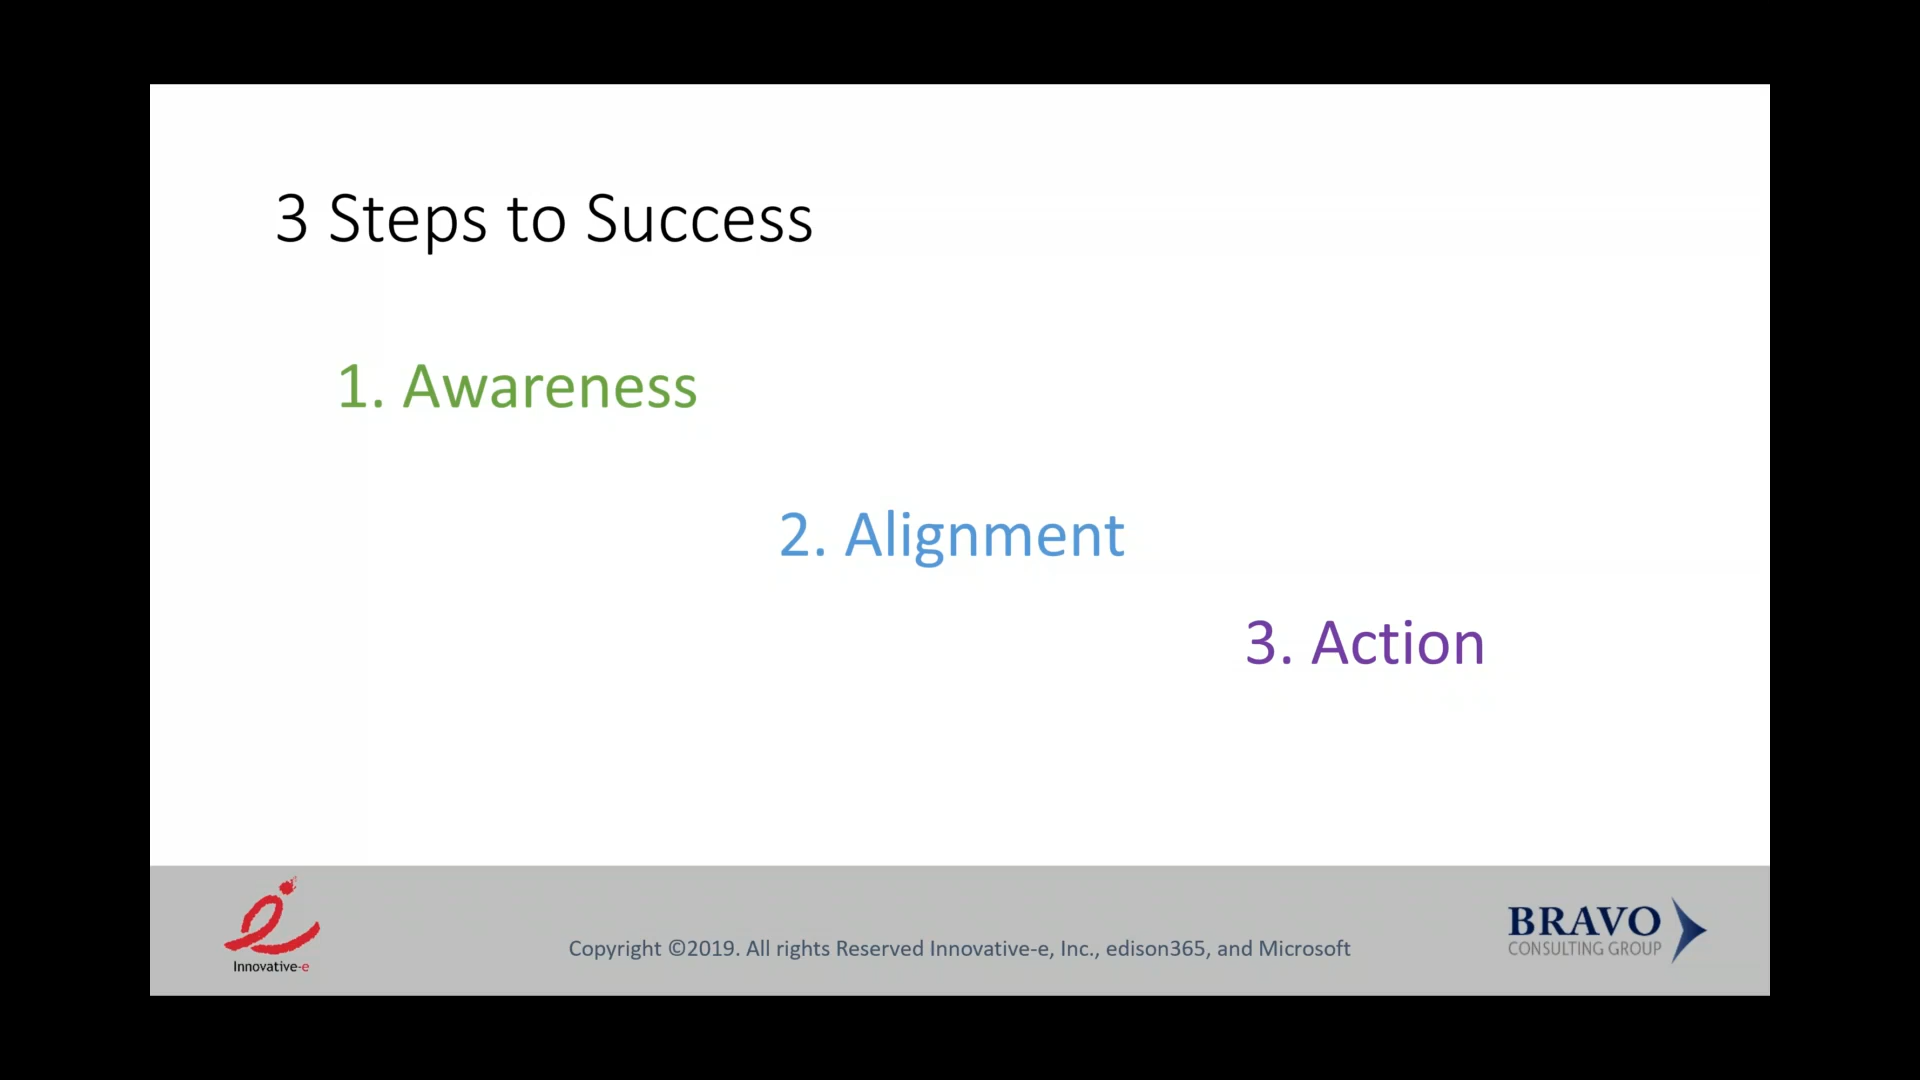 3 Steps to Success
1. Awareness
2. Alignment
3. Action
Innovative-e
Copyright ©2019. All rights Reserved Innovative-e, Inc., edison365, and Microsoft
BRAVO
CONSULTING GROUP